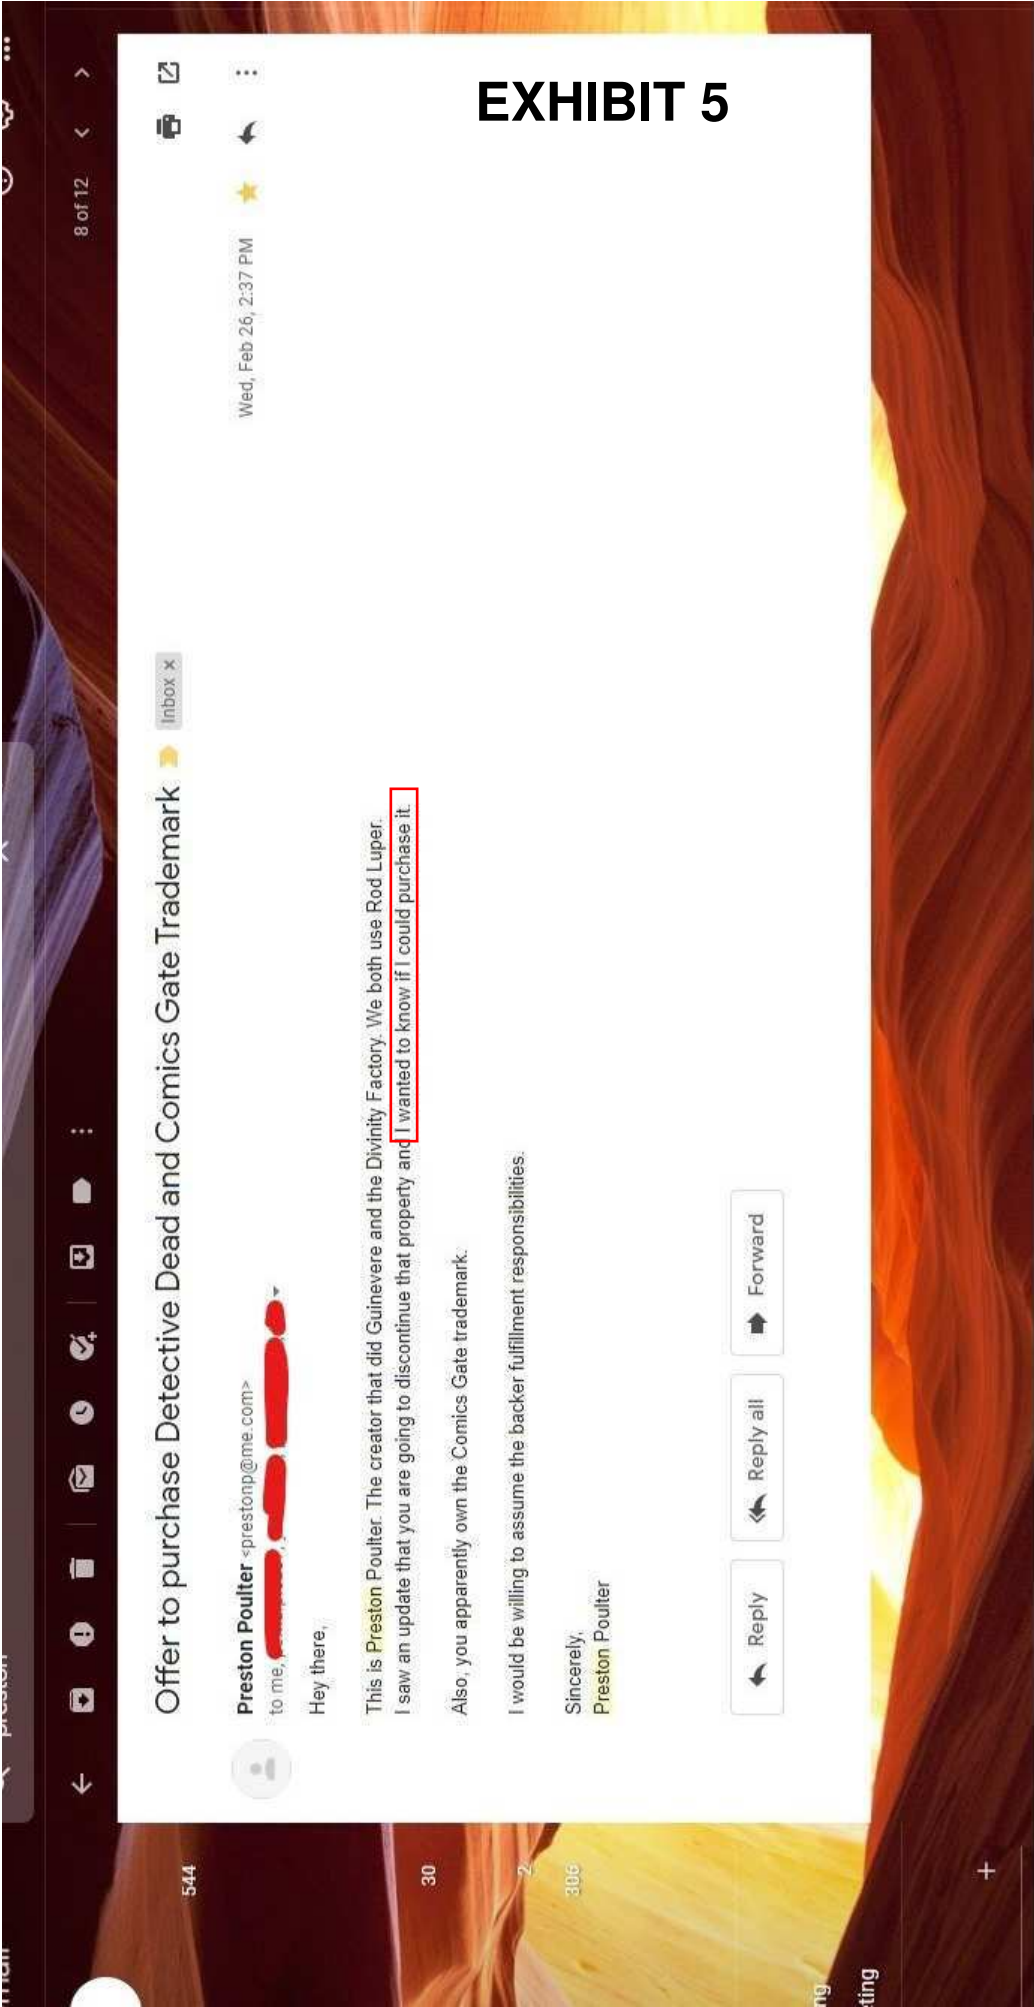 EXHIBIT 5
8 of 12
Offer to purchase Detective Dead and Comics Gate Trademark
Inbox x
Preston Poulter <prestonp@me.com>
Wed, Feb 26, 2:37 PM
to me,
Hey there,
This is Preston Poulter. The creator that did Guinevere and the Divinity Factory. We both use Rod Luper.
I saw an update that you are going to discontinue that property and I wanted to know if I could purchase it.
Also, you apparently own the Comics Gate trademark.
I would be willing to assume the backer fulfillment responsibilities.
Sincerely,
Preston Poulter
Reply
Reply all
Forward
544
30
2
306